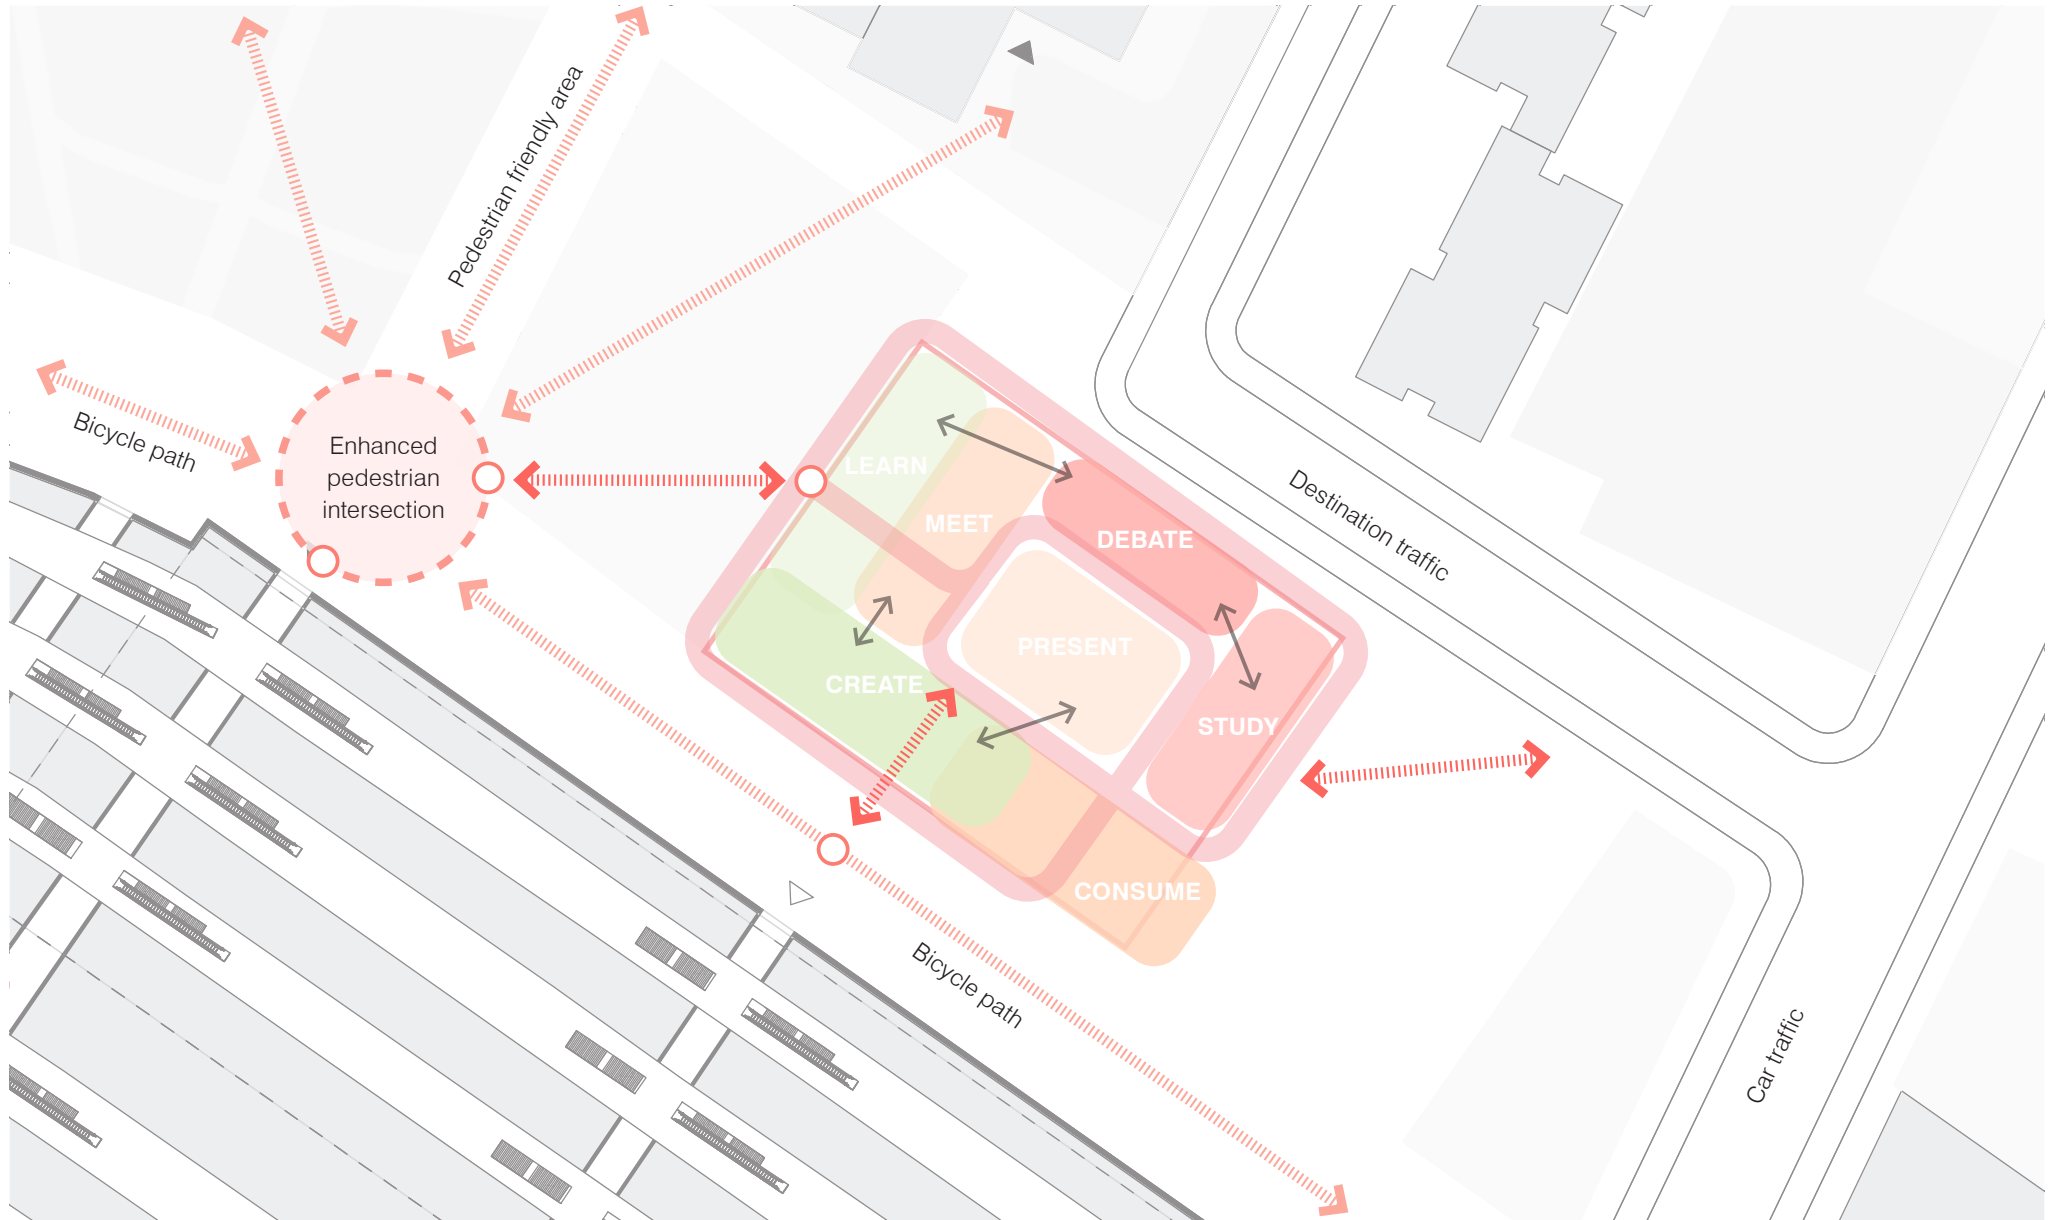 Pedestrian friendly area
Bicycle path
Enhanced
pedestrian
intersection
LEARN
MEET
DEBATE
PRESENT
CREATE
STUDY
CONSUME
Destination traffic
Bicycle path
Car traffic